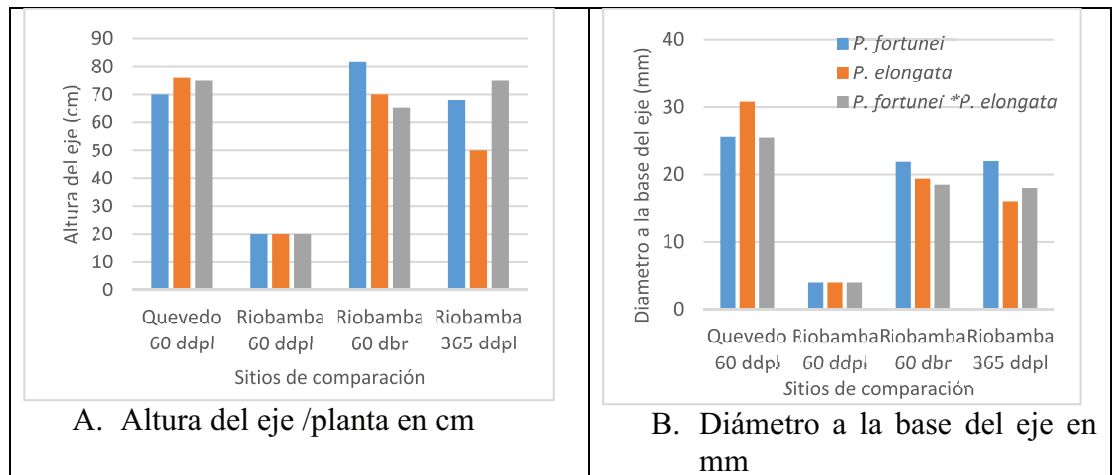 90
80
70
60
50
40
30
20
10
0
Altura del eje (cm)
Quevedo
60 ddpl
Riobamba
60 ddpl
Riobamba
60 dbr
Riobamba
365 ddpl
Sitios de comparación
A. Altura del eje /planta en cm
40
30
20
10
0
Diametro a la base del eje (mm)
P. fortunei
P. elongata
P. fortunei *P. elongata
Quevedo
60 ddpl
Riobamba
60 ddpl
Riobamba
60 dbr
Riobamba
365 ddpl
Sitios de comparación
B. Diámetro a la base del eje en
mm